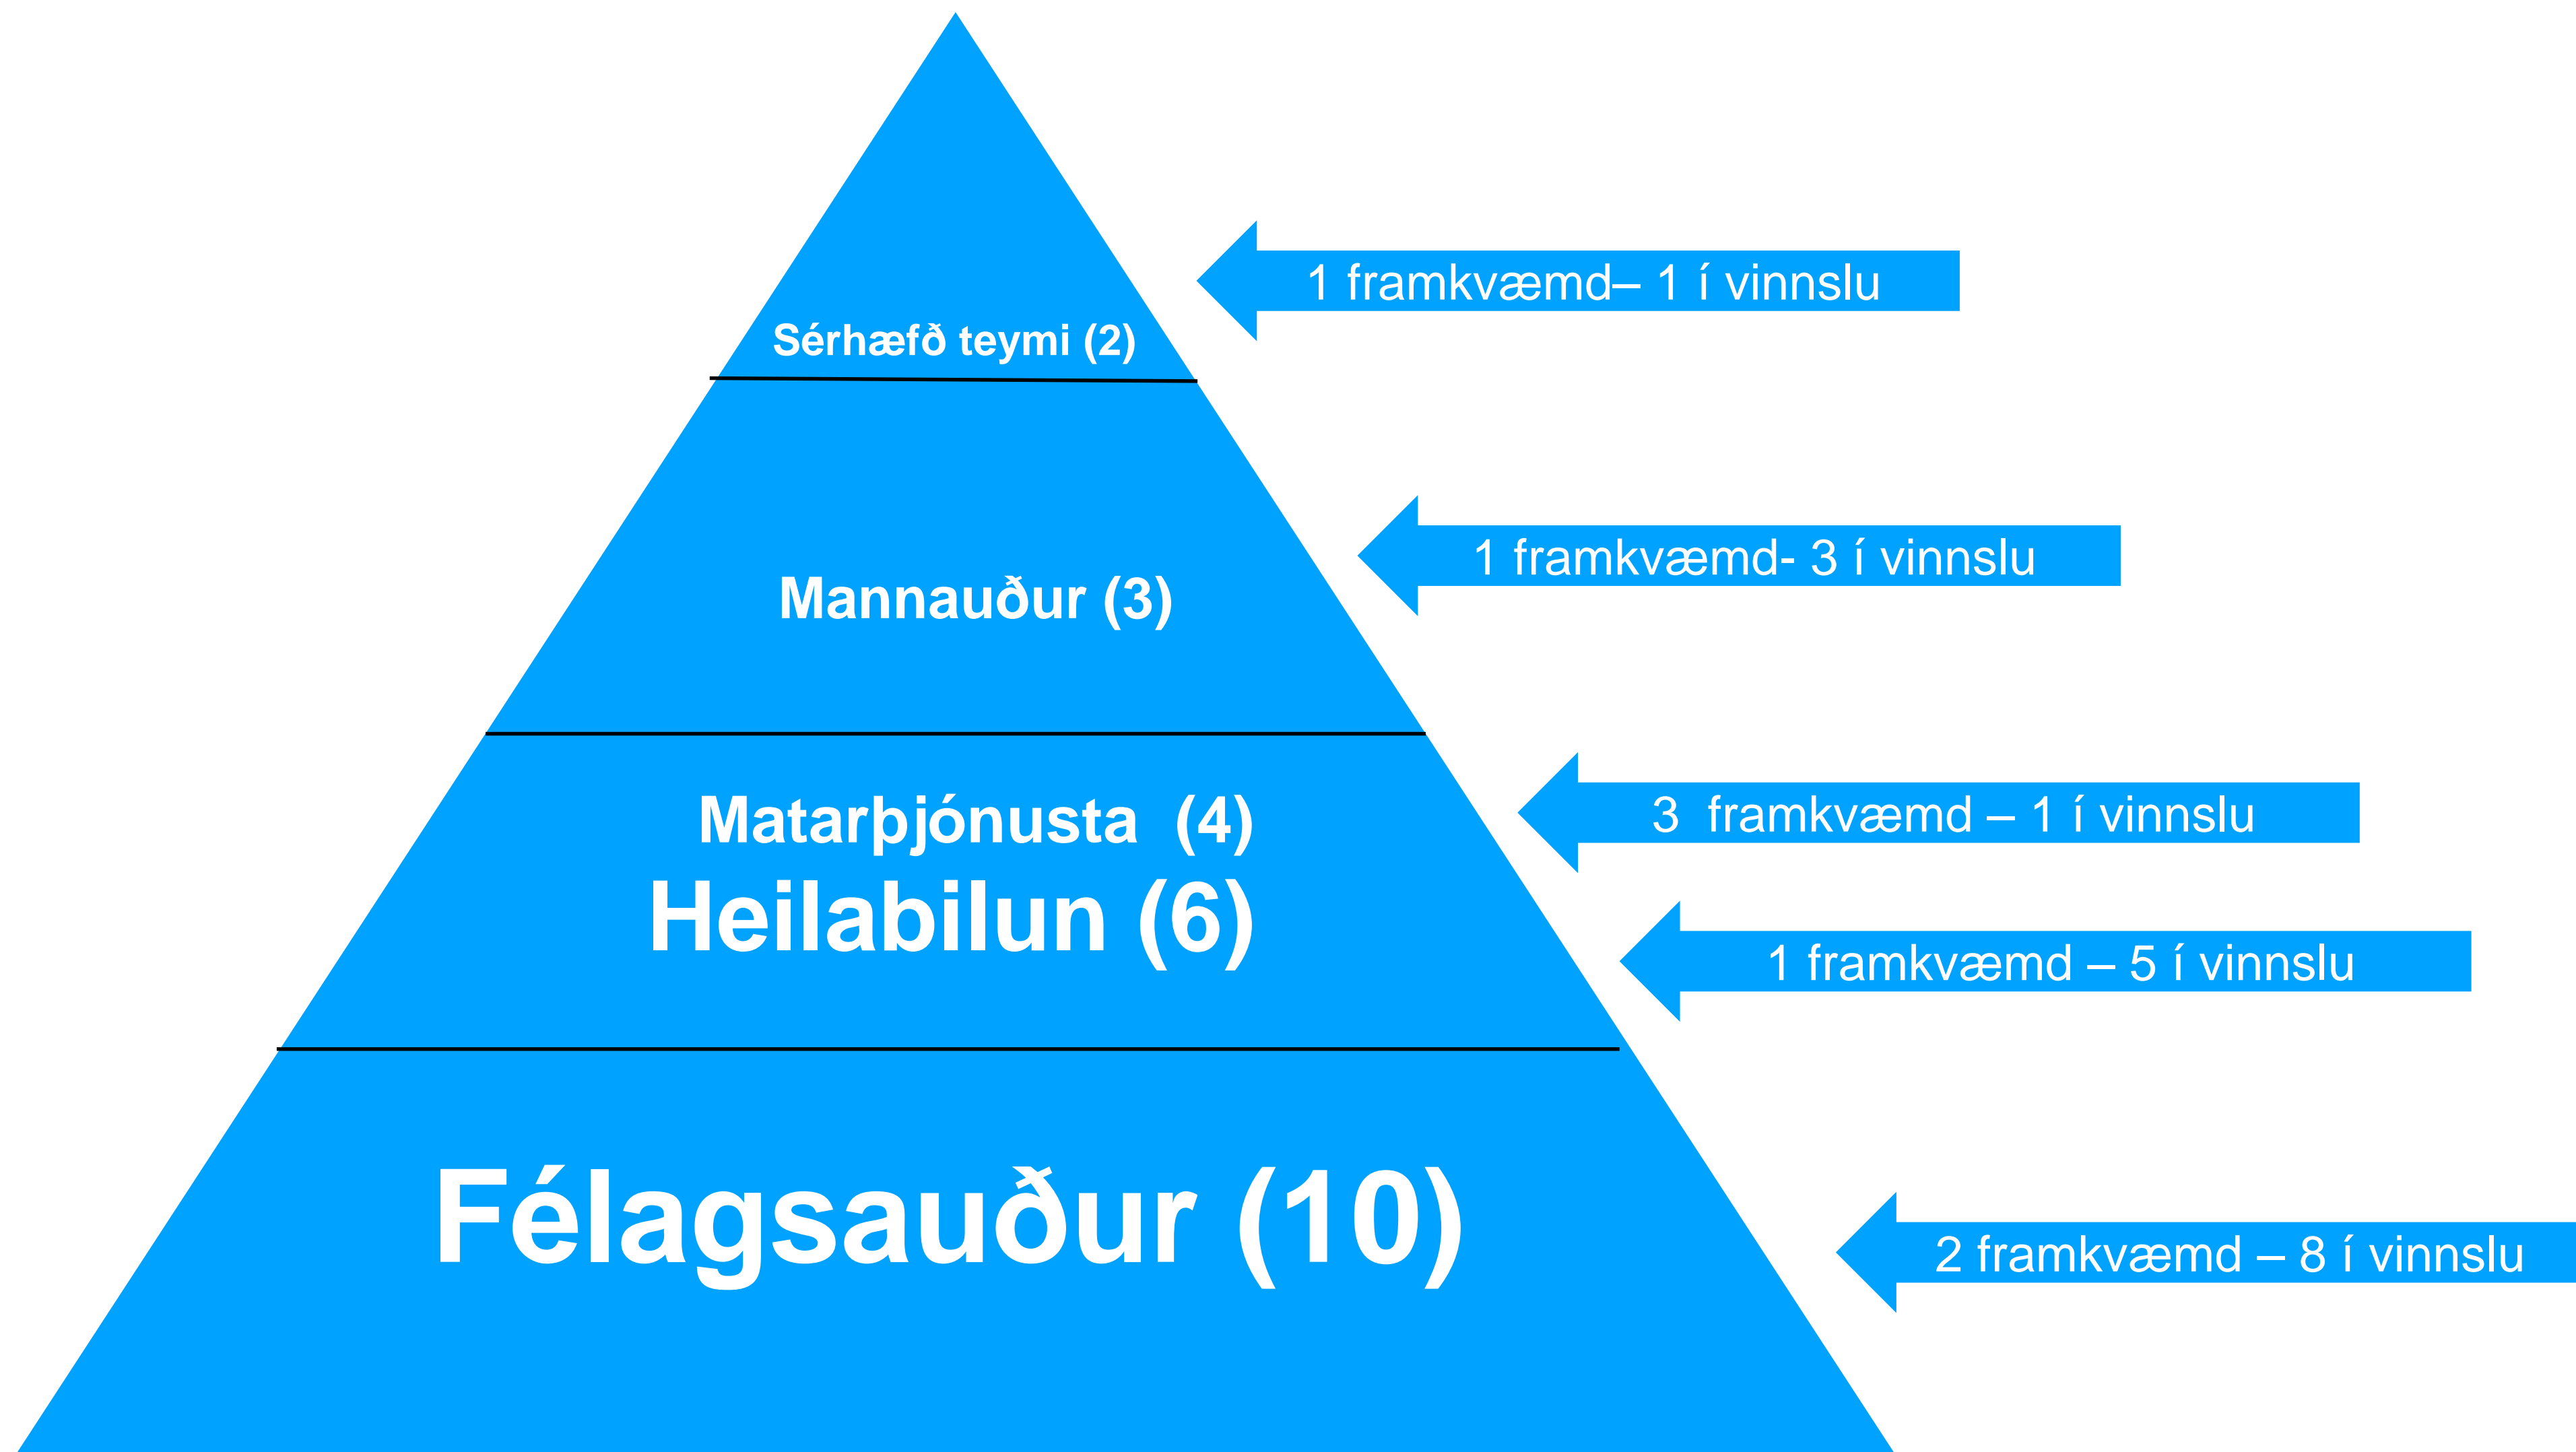 1 framkvæmd– 1 í vinnslu
Sérhæfð teymi (2)
1 framkvæmd- 3 í vinnslu
Mannauður (3)
Matarþjónusta  (4)
3  framkvæmd – 1 í vinnslu
Heilabilun (6)
1 framkvæmd – 5 í vinnslu
Félagsauður (10)
2 framkvæmd – 8 í vinnslu